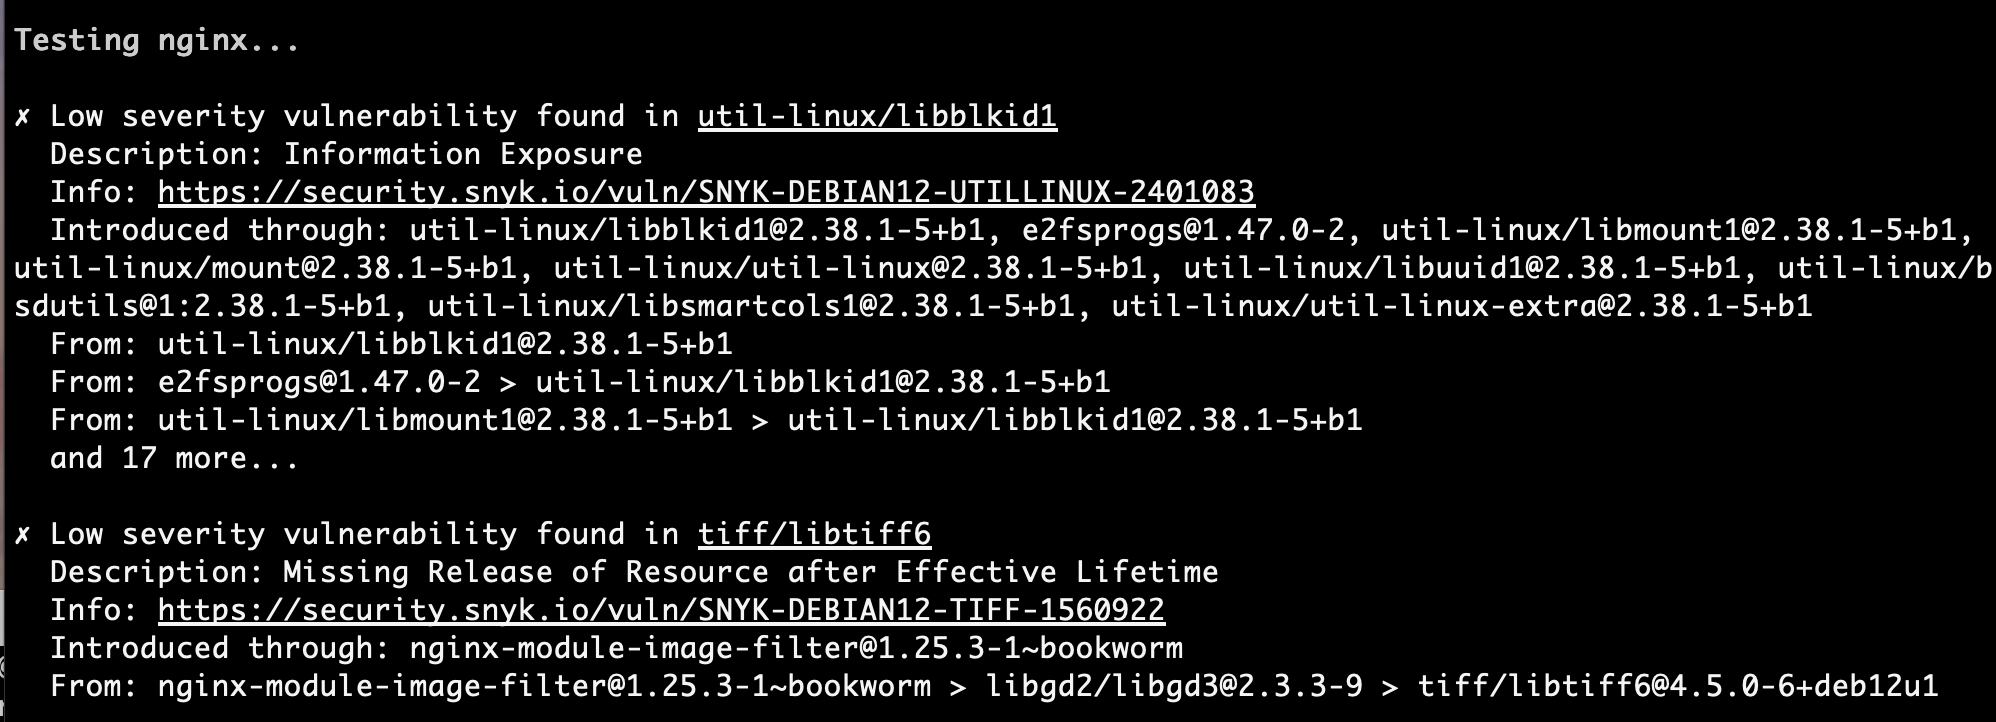 Testing nginx...
✗ Low severity vulnerability found in util-linux/libblkid1
Description: Information Exposure
Info: https://security.snyk.io/vuln/SNYK-DEBIAN12-UTILLINUX-2401083
Introduced through: util-linux/libblkid1@2.38.1-5+b1, e2fsprogs@1.47.0-2, util-linux/libmount1@2.38.1-5+b1,
util-linux/mount@2.38.1-5+b1, util-linux/util-linux@2.38.1-5+b1, util-linux/libuuid1@2.38.1-5+b1, util-linux/b
sdutils@1:2.38.1-5+b1, util-linux/libsmartcols1@2.38.1-5+b1, util-linux/util-linux-extra@2.38.1-5+b1
From: util-linux/libblkid1@2.38.1-5+b1
From: e2fsprogs@1.47.0-2 > util-linux/libblkid1@2.38.1-5+b1
From: util-linux/libmount1@2.38.1-5+b1 > util-linux/libblkid1@2.38.1-5+b1
and 17 more...
✗ Low severity vulnerability found in tiff/libtiff6
Description: Missing Release of Resource after Effective Lifetime
Info: https://security.snyk.io/vuln/SNYK-DEBIAN12-TIFF-1560922
Introduced through: nginx-module-image-filter@1.25.3-1~bookworm
From: nginx-module-image-filter@1.25.3-1~bookworm > libgd2/libgd3@2.3.3-9 > tiff/libtiff6@4.5.0-6+deb12u1